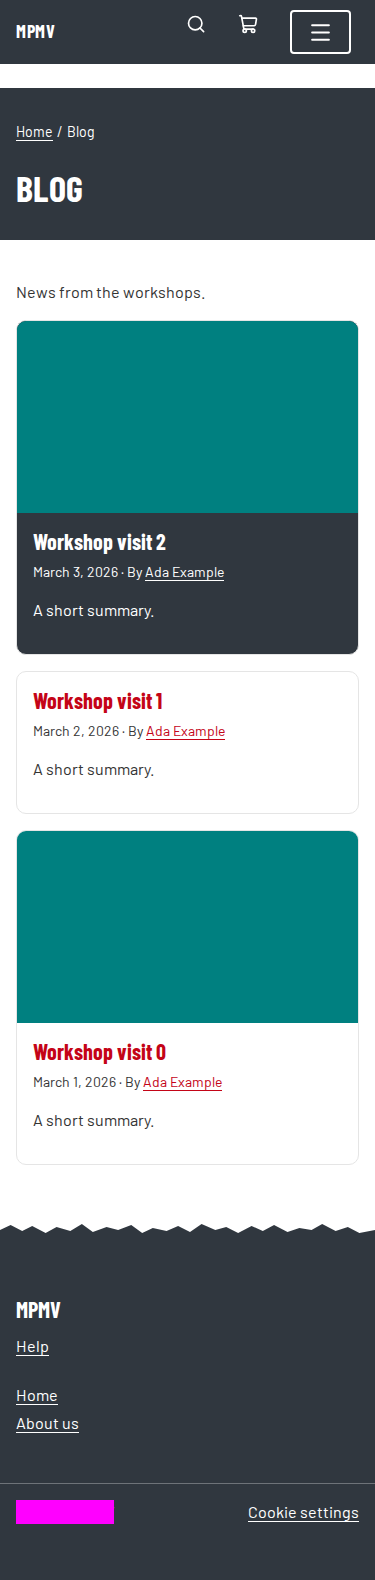 MPMV
Home / Blog
BLOG
News from the workshops.
Workshop visit 2
March 3, 2026 · By Ada Example
A short summary.
Workshop visit 1
March 2, 2026 · By Ada Example
A short summary.
Workshop visit 0
March 1, 2026 · By Ada Example
A short summary.
MPMV
Help
Home
About us
Cookie settings